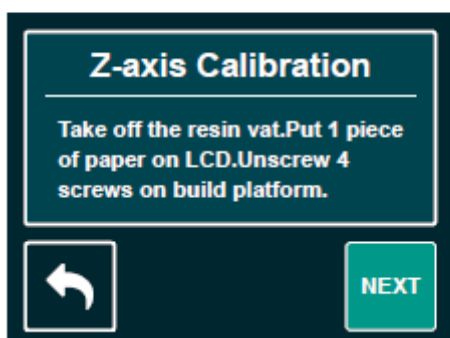 Z-axis Calibration
Take off the resin vat.Put 1 piece
of paper on LCD.Unscrew 4
screws on build platform.
NEXT